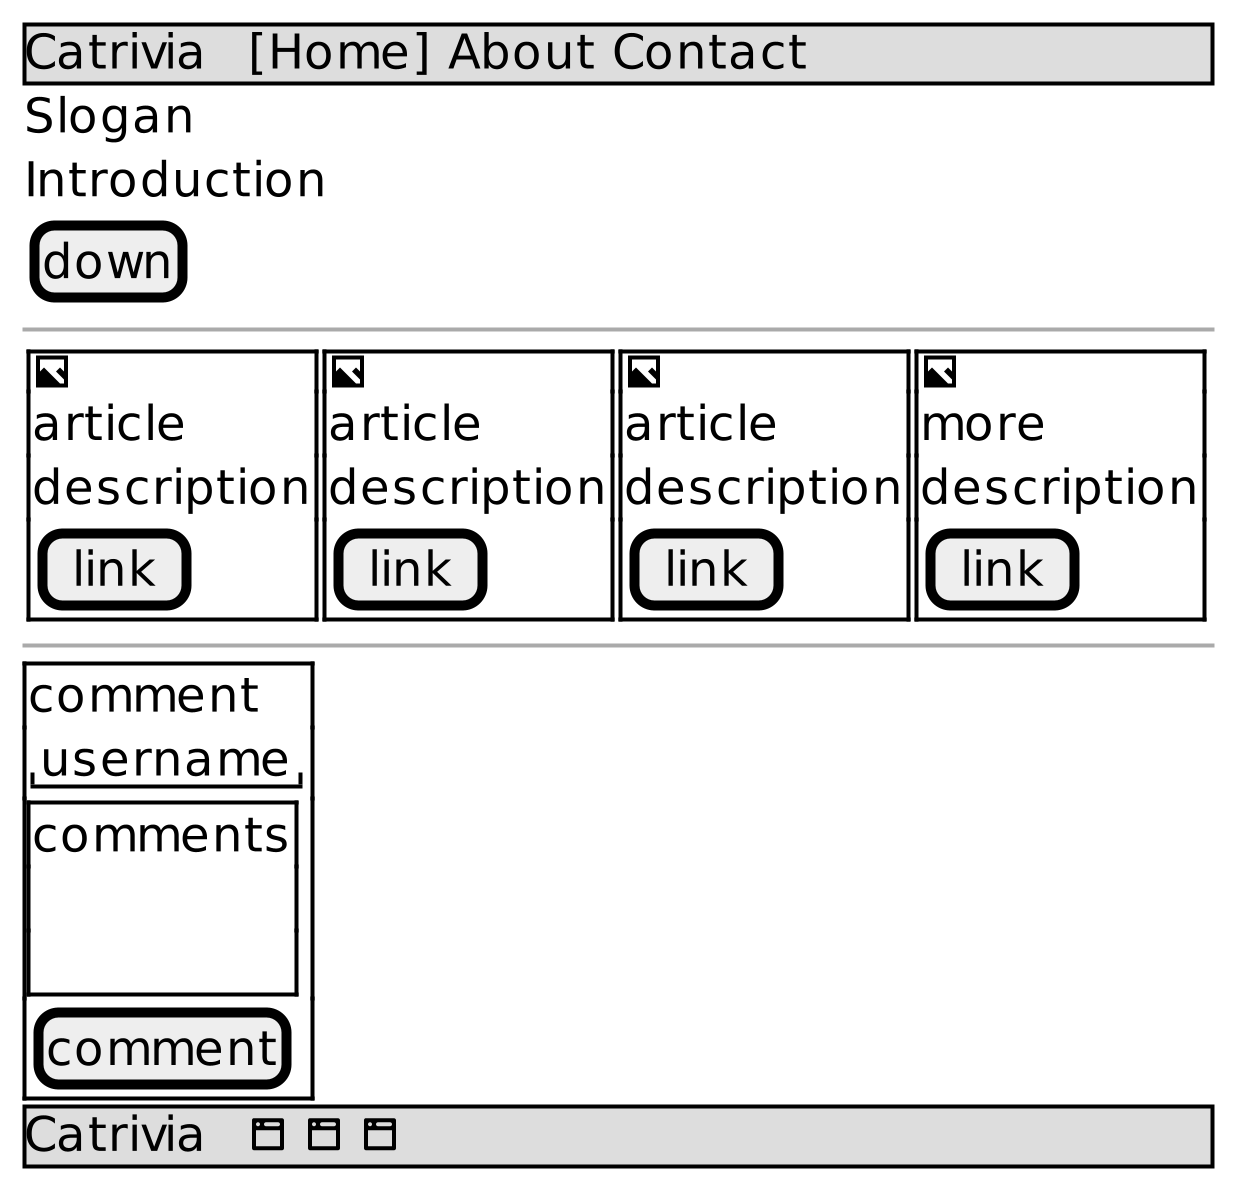 Catrivia [Home] About Contact
Slogan
Introduction
down
article article article more
description description description description
link link link link
comment
username
comments
comment
Catrivia